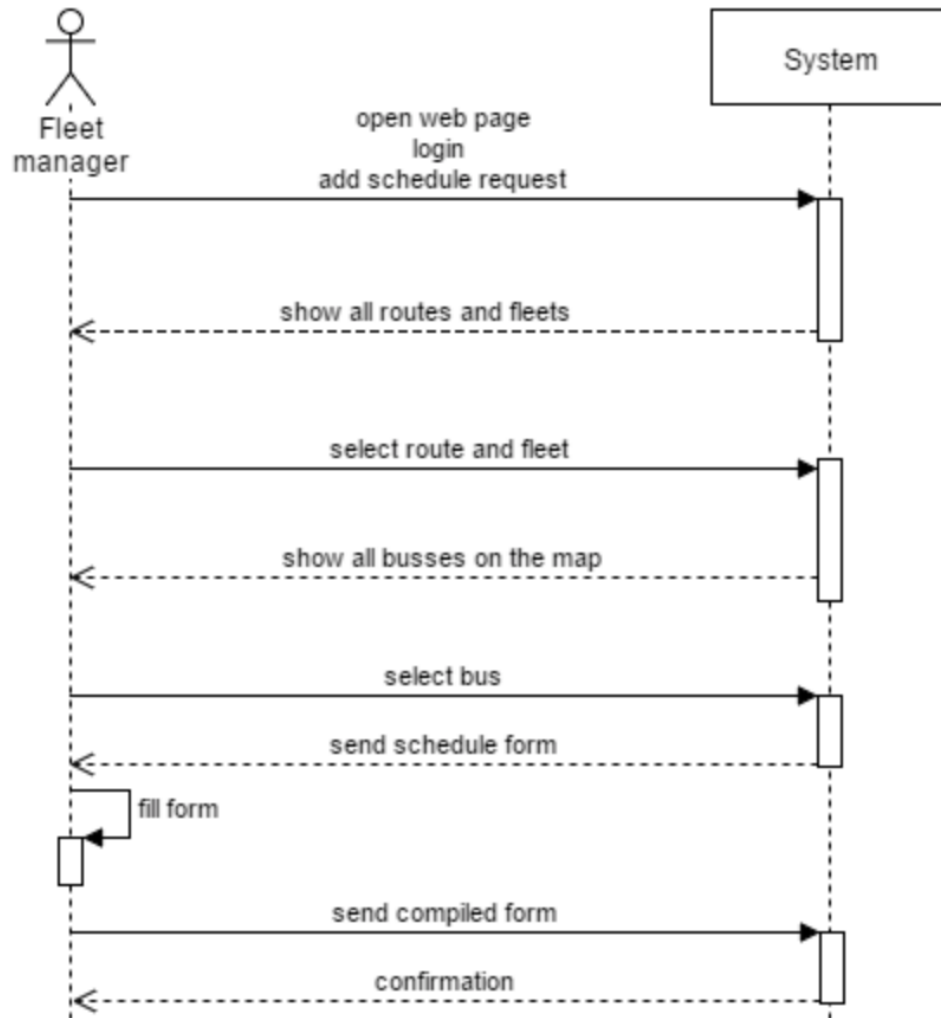 Fleet
manager
System
open web page
login
add schedule request
show all routes and fleets
select route and fleet
show all busses on the map
select bus
send schedule form
fill form
send compiled form
confirmation